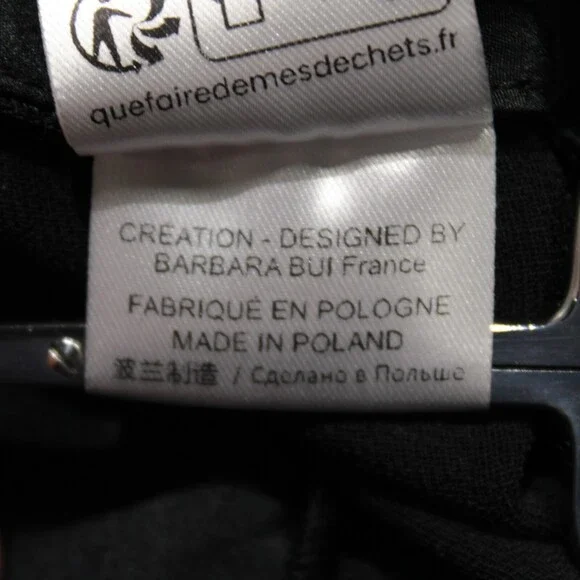 quefairedemesdechets.fr
CRÉATION - DESIGNED BY
BARBARA BUI France
FABRIQUÉ EN POLOGNE
MADE IN POLAND
波兰制造 / Сделано в Польше